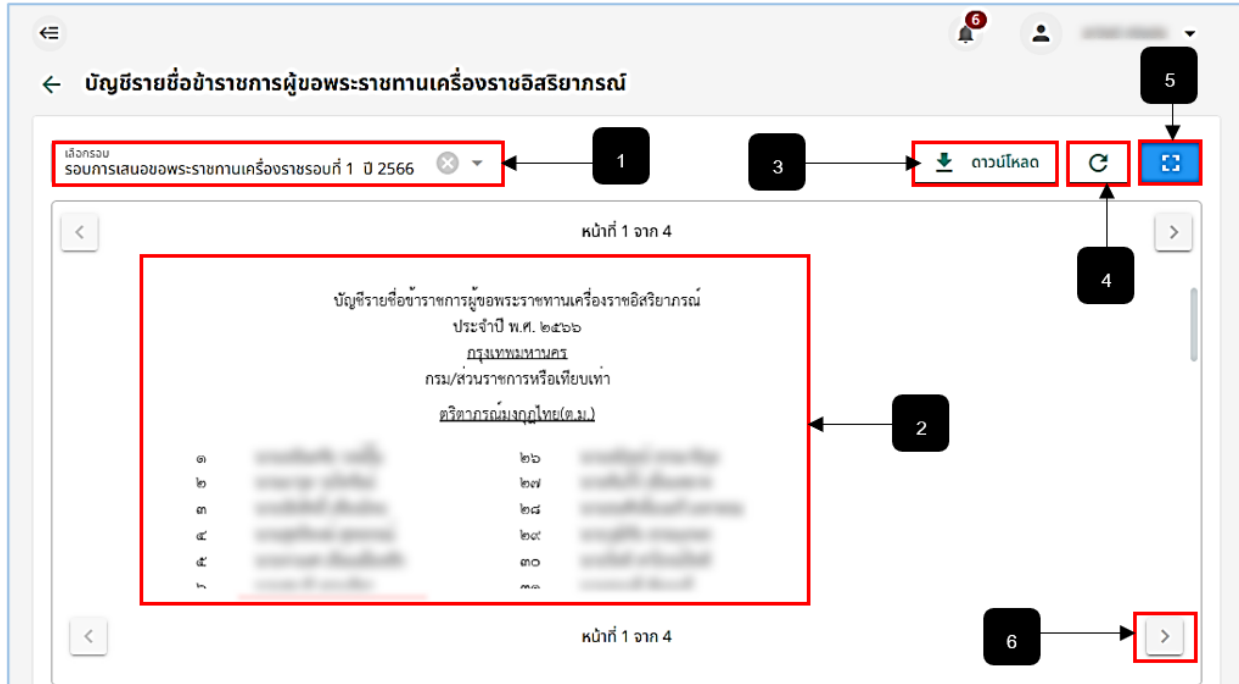 6
บัญชีรายชื่อข้าราชการผู้ขอพระราชทานเครื่องราชอิสริยาภรณ์
5
เลือกรอบ
รอบการเสนอขอพระราชทานเครื่องราชรอบที่ 1 ปี 2566
1
3
ดาวน์โหลด
หน้าที่ 1 จาก 4
4
บัญชีรายชื่อข้าราชการผู้ขอพระราชทานเครื่องราชอิสริยาภรณ์
ประจำปี พ.ศ. ๒๕๖๖
กรุงเทพมหานคร
กรม/ส่วนราชการหรือเทียบเท่า
ตริตาภรณ์มงกุฎไทย(ต.ม.)
2
๑ ๒๖
๒ ๒๗
๓ ๒๘
๔ ๒๙
๕ ๓๐
๖ ๓๑
หน้าที่ 1 จาก 4
6